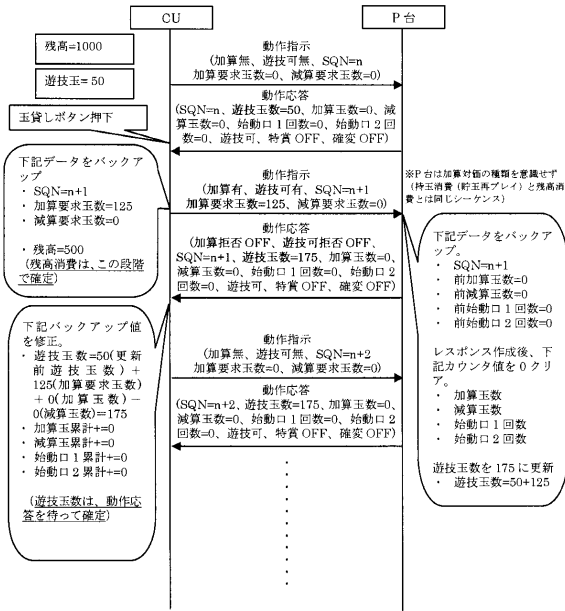 CU
P台
残高=1000
遊技玉=50
動作指示
(加算無、遊技可無、SQN=n
加算要求玉数=0、減算要求玉数=0)
動作応答
(SQN=n、遊技玉数=50、加算玉数=0、減
算玉数=0、始動口1回数=0、始動口2回
数=0、遊技可、特賞OFF、確変OFF)
玉貸しボタン押下
下記データをバックア
ップ
・ SQN=n+1
・ 加算要求玉数=125
・ 減算要求玉数=0
・ 残高=500
(残高消費は、この段階
で確定)
動作指示
(加算有、遊技可有、SQN=n+1
加算要求玉数=125、減算要求玉数=0)
動作応答
(加算拒否OFF、遊技可拒否OFF、
SQN=n+1、遊技玉数=175、加算玉数=0、
減算玉数=0、始動口1回数=0、始動口2
回数=0、遊技可、特賞OFF、確変OFF)
※P台は加算対価の種類を意識せず
(持玉消費(貯玉再プレイ)と残高消
費とは同じシーケンス)
下記データをバックア
ップ。
・ SQN=n+1
・ 前加算玉数=0
・ 前減算玉数=0
・ 前始動口1回数=0
・ 前始動口2回数=0
レスポンス作成後、下
記カウンタ値を0クリ
ア。
・ 加算玉数
・ 減算玉数
・ 始動口1回数
・ 始動口2回数
遊技玉数を175に更新
・ 遊技玉数=50+125
下記バックアップ値
を修正。
・ 遊技玉数=50(更新
前遊技玉数)+
125(加算要求玉数)
+0(加算玉数)−
0(減算玉数)=175
・ 加算玉累計+=0
・ 減算玉累計+=0
・ 始動口1累計+=0
・ 始動口2累計+=0
(遊技玉数は、動作応
答を待って確定)
動作指示
(加算無、遊技可無、SQN=n+2
加算要求玉数=0、減算要求玉数=0)
動作応答
(SQN=n+2、遊技玉数=175、加算玉数=0、
減算玉数=0、始動口1回数=0、始動口2
回数=0、遊技可、特賞OFF、確変OFF)